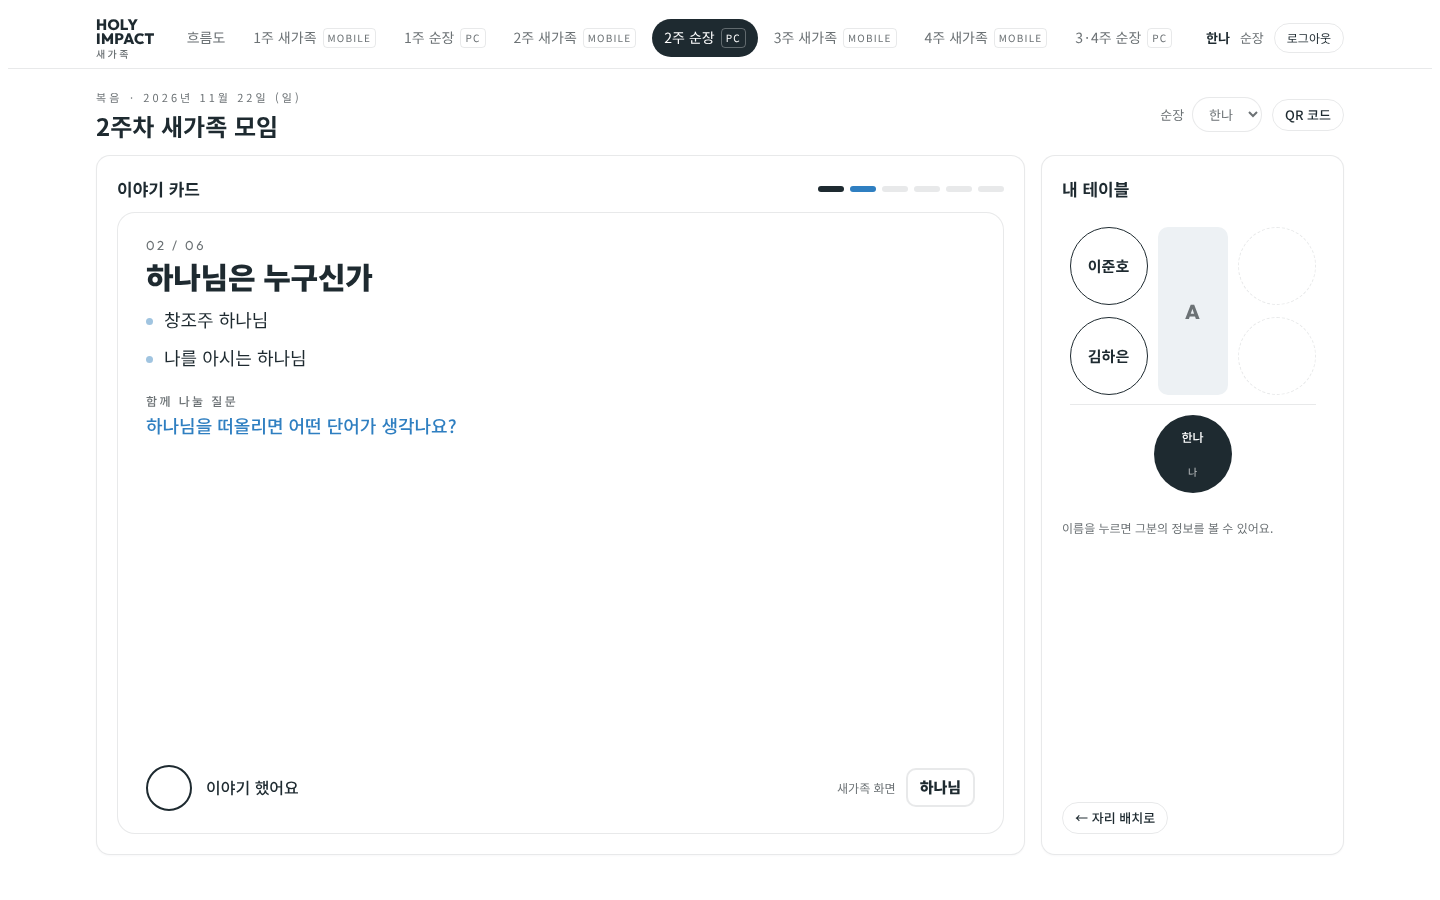 HOLY
IMPACT
새가족
흐름도
1주 새가족 MOBILE
1주 순장 PC
2주 새가족 MOBILE
2주 순장 PC
3주 새가족 MOBILE
4주 새가족 MOBILE
3·4주 순장 PC
한나 순장 로그아웃
복음 · 2026년 11월 22일 (일)
2주차 새가족 모임
순장 한나 QR 코드
이야기 카드
02 / 06
하나님은 누구신가
창조주 하나님
나를 아시는 하나님
함께 나눌 질문
하나님을 떠올리면 어떤 단어가 생각나요?
이야기 했어요
새가족 화면 하나님
내 테이블
이준호
A
김하은
한나
나
이름을 누르면 그분의 정보를 볼 수 있어요.
← 자리 배치로